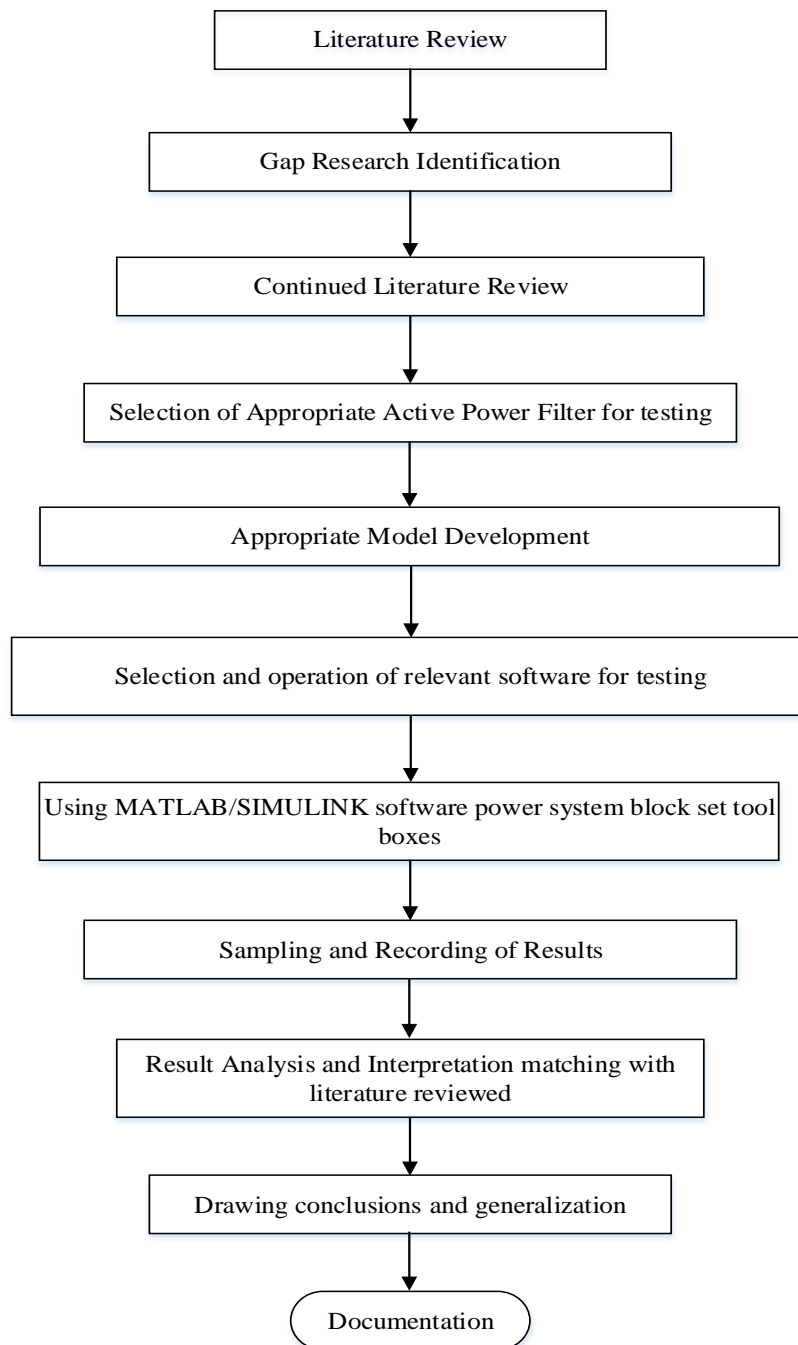 Literature Review
Gap Research Identification
Continued Literature Review
Selection of Appropriate Active Power Filter for testing
Appropriate Model Development
Selection and operation of relevant software for testing
Using MATLAB/SIMULINK software power system block set tool
boxes
Sampling and Recording of Results
Result Analysis and Interpretation matching with
literature reviewed
Drawing conclusions and generalization
Documentation